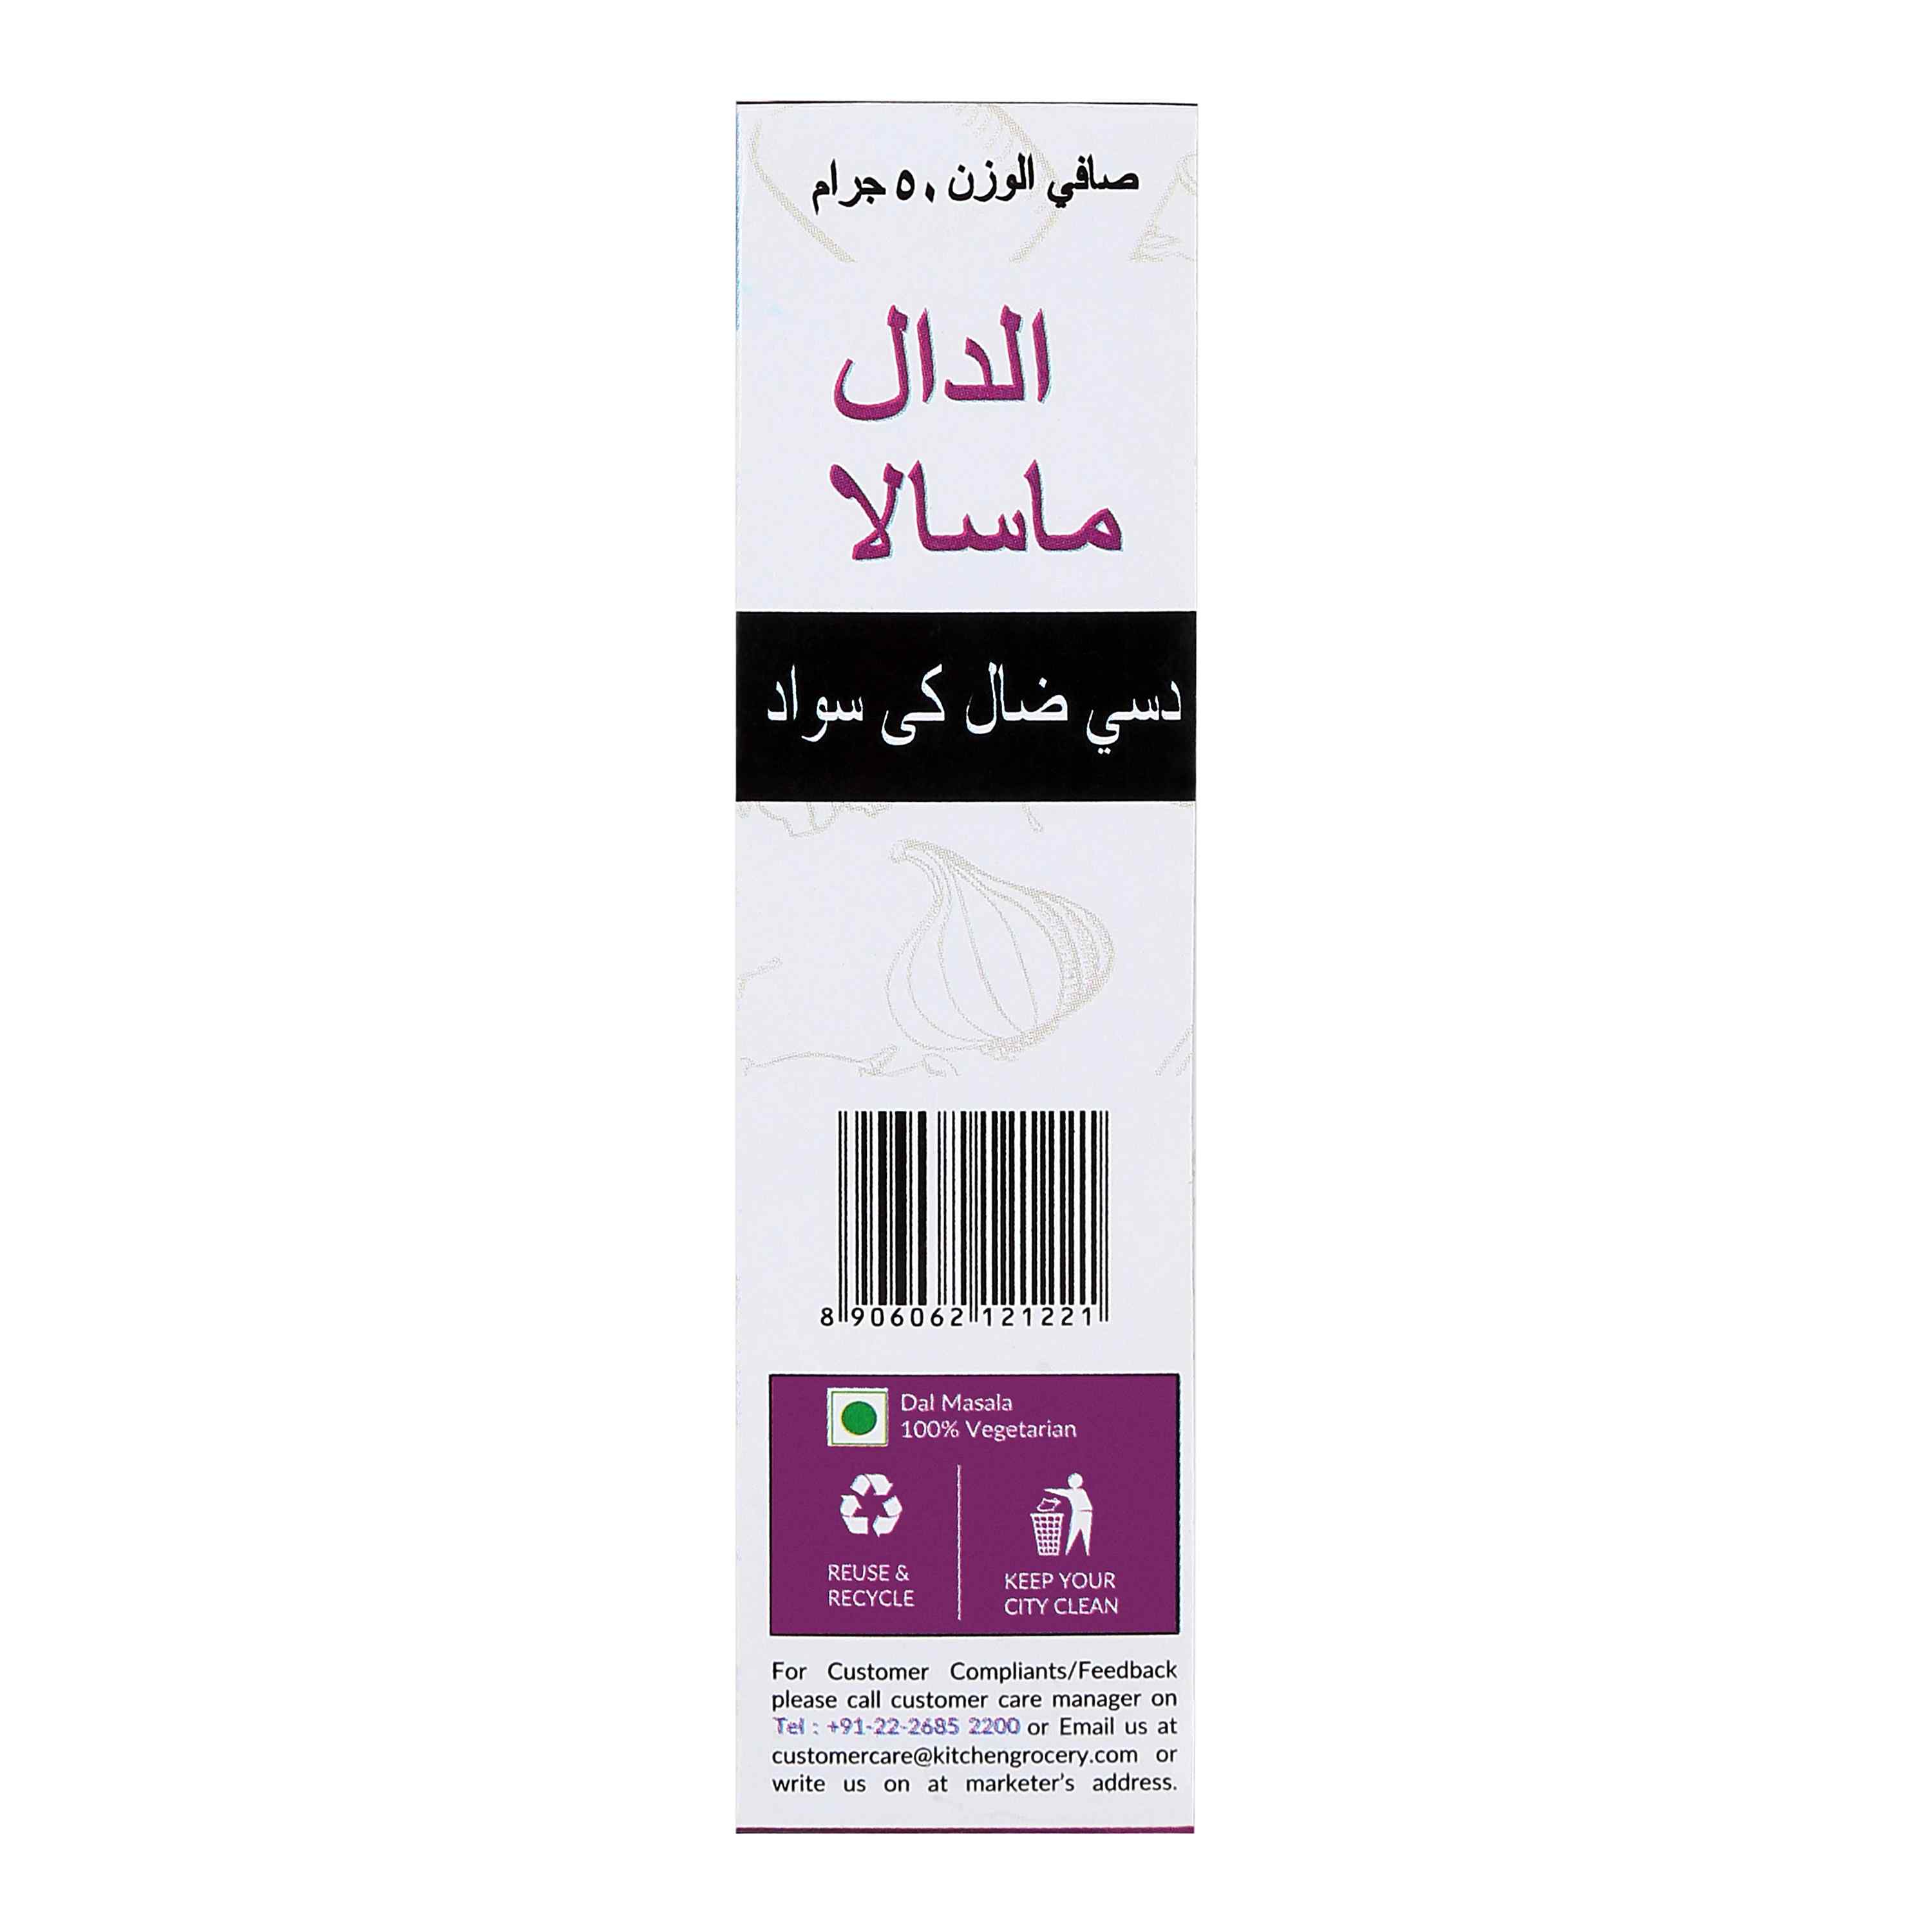 صافي الوزن ٥٠ جرام
الدال
ماسالا
دسي ضال کی سواد
8 906062 121221
Dal Masala
100% Vegetarian
REUSE &
RECYCLE
KEEP YOUR
CITY CLEAN
For Customer Compliants/Feedback
please call customer care manager on
Tel : +91-22-2685 2200 or Email us at
customercare@kitchengrocery.com or
write us on at marketer's address.